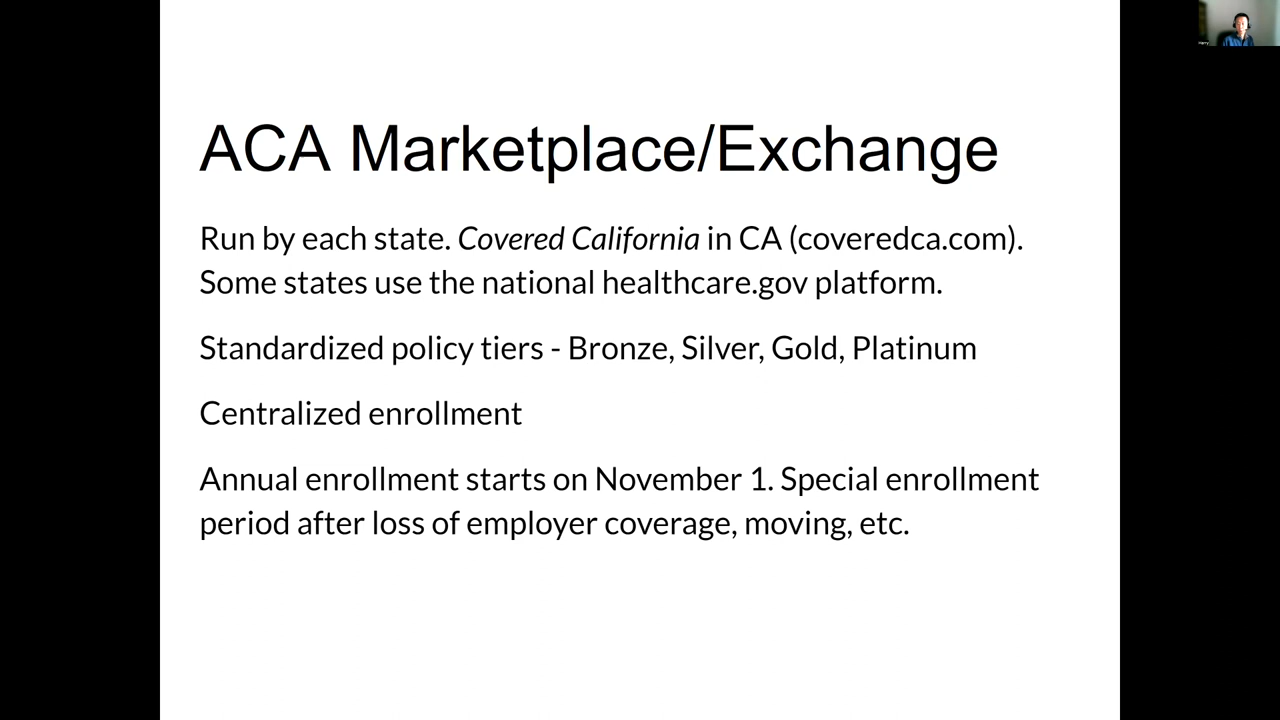 ACA Marketplace/Exchange
Run by each state. Covered California in CA (coveredca.com).
Some states use the national healthcare.gov platform.
Standardized policy tiers - Bronze, Silver, Gold, Platinum
Centralized enrollment
Annual enrollment starts on November 1. Special enrollment
period after loss of employer coverage, moving, etc.